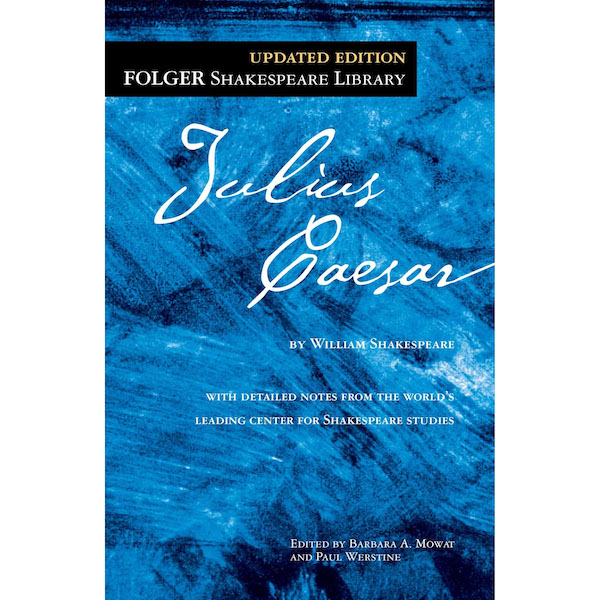 UPDATED EDITION
FOLGER SHAKESPEARE LIBRARY
Julius
Caesar
BY WILLIAM SHAKESPEARE
WITH DETAILED NOTES FROM THE WORLD'S
LEADING CENTER FOR SHAKESPEARE STUDIES
EDITED BY BARBARA A. MOWAT
AND PAUL WERSTINE